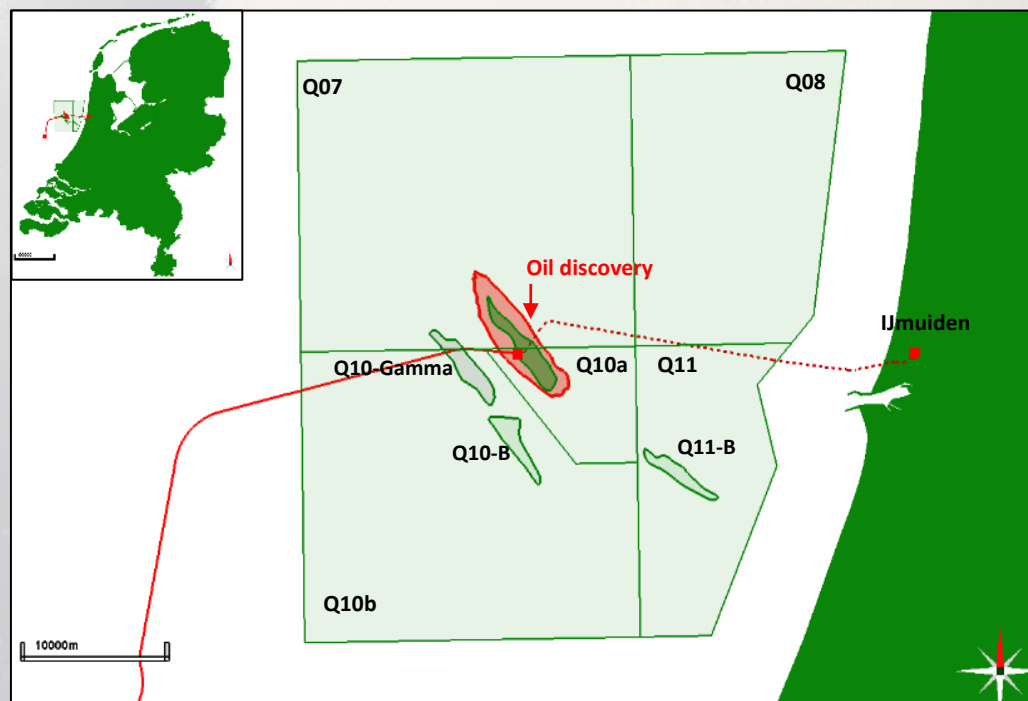 Q07
Q08
Oil discovery
IJmuiden
Q10-Gamma
Q10a
Q11
Q10-B
Q11-B
Q10b
10000m